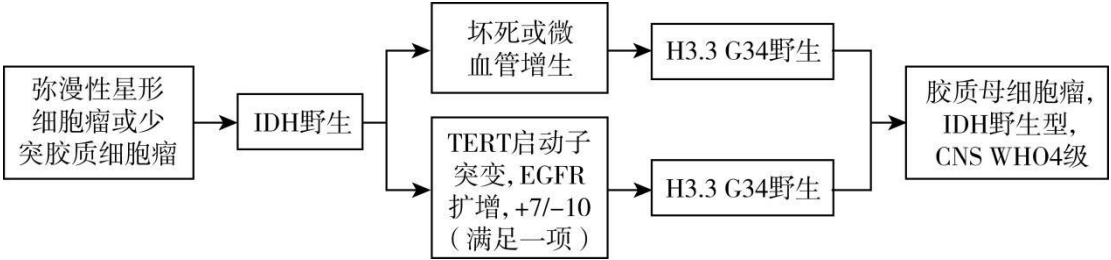 弥漫性星形
细胞瘤或少
突胶质细胞瘤
IDH野生
坏死或微
血管增生
H3.3 G34野生
TERT启动子
突变,EGFR
扩增,+7/−10
（满足一项）
H3.3 G34野生
胶质母细胞瘤,
IDH野生型,
CNS WHO4级